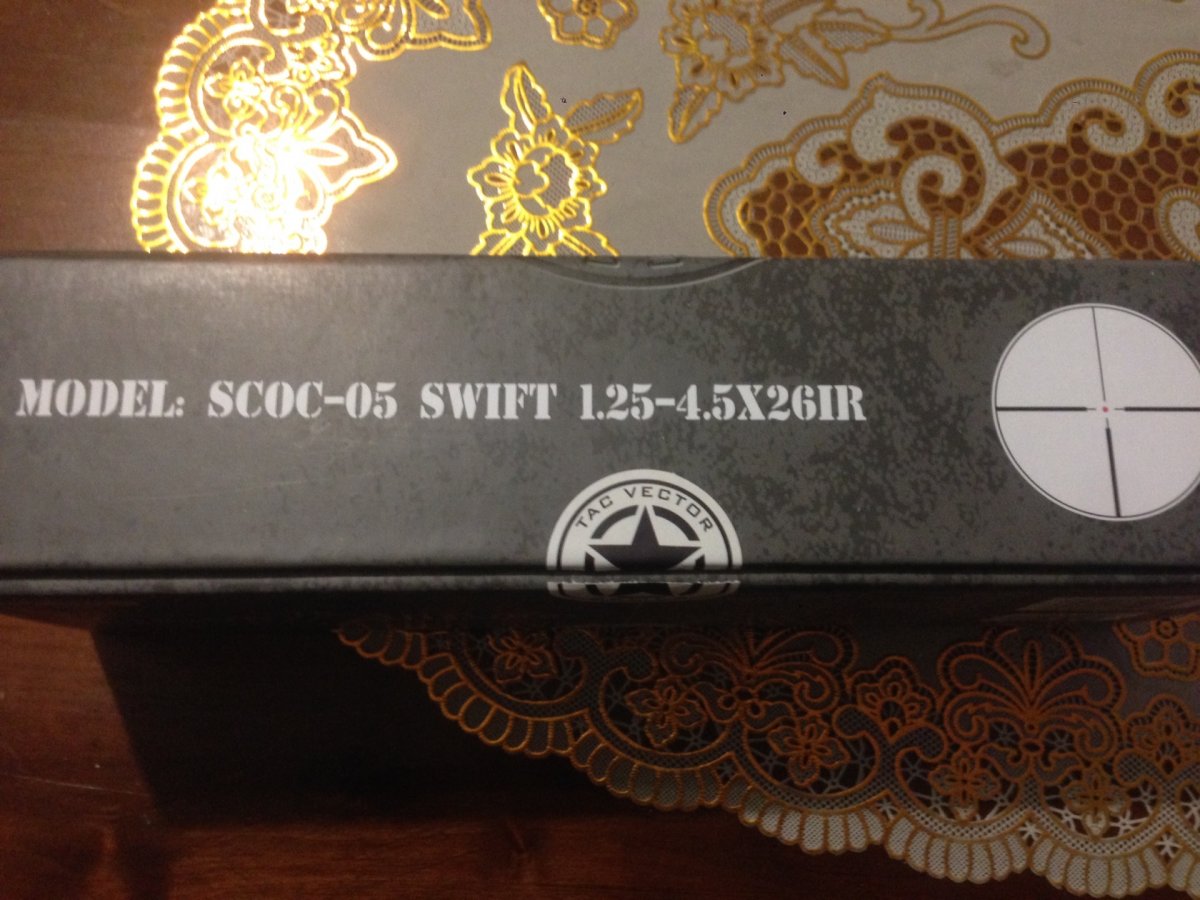 MODEL: SCOC-05 SWIFT 1.25-4.5X26IR
TAC VECTOR